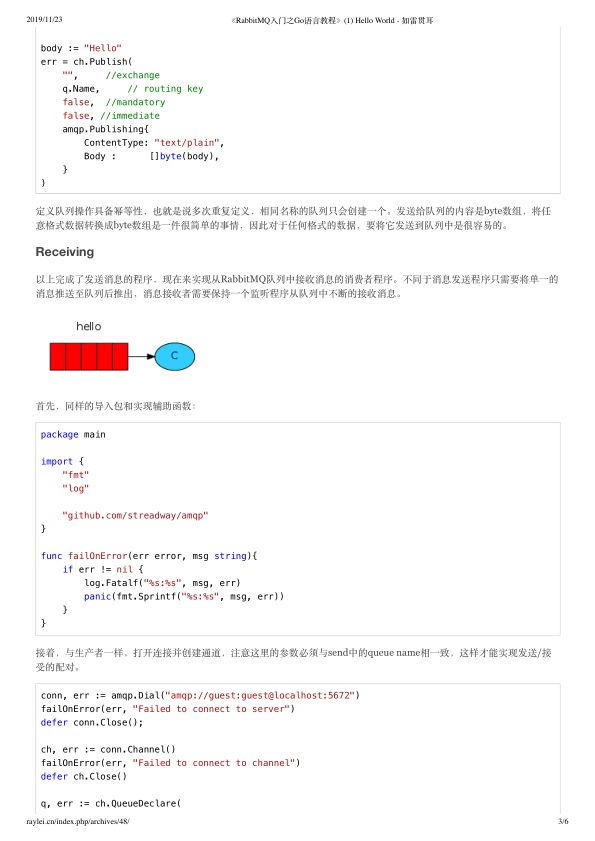 2019/11/23
《RabbitMQ入门之Go语言教程》(1) Hello World - 如雷贯耳
body := "Hello"
err = ch.Publish(
    "",     //exchange
    q.Name,     // routing key
    false,  //mandatory
    false, //immediate
    amqp.Publishing{
        ContentType: "text/plain",
        Body :      []byte(body),
    }
)
定义队列操作具备幂等性，也就是说多次重复定义，相同名称的队列只会创建一个。发送给队列的内容是byte数组，将任
意格式数据转换成byte数组是一件很简单的事情，因此对于任何格式的数据，要将它发送到队列中是很容易的。
Receiving
以上完成了发送消息的程序，现在来实现从RabbitMQ队列中接收消息的消费者程序。不同于消息发送程序只需要将单一的
消息推送至队列后推出，消息接收者需要保持一个监听程序从队列中不断的接收消息。
hello
C
首先，同样的导入包和实现辅助函数：
package main
import {
    "fmt"
    "log"
    "github.com/streadway/amqp"
}
func failOnError(err error, msg string){
    if err != nil {
        log.Fatalf("%s:%s", msg, err)
        panic(fmt.Sprintf("%s:%s", msg, err))
    }
}
接着，与生产者一样，打开连接并创建通道，注意这里的参数必须与send中的queue name相一致，这样才能实现发送/接
受的配对。
conn, err := amqp.Dial("amqp://guest:guest@localhost:5672")
failOnError(err, "Failed to connect to server")
defer conn.Close();
ch, err := conn.Channel()
failOnError(err, "Failed to connect to channel")
defer ch.Close()
q, err := ch.QueueDeclare(
raylei.cn/index.php/archives/48/
3/6